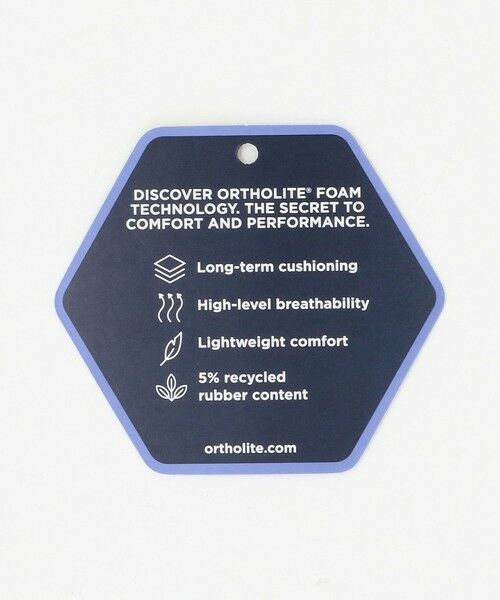 DISCOVER ORTHOLITE® FOAM
TECHNOLOGY. THE SECRET TO
COMFORT AND PERFORMANCE.
Long-term cushioning
High-level breathability
Lightweight comfort
5% recycled
rubber content
ortholite.com